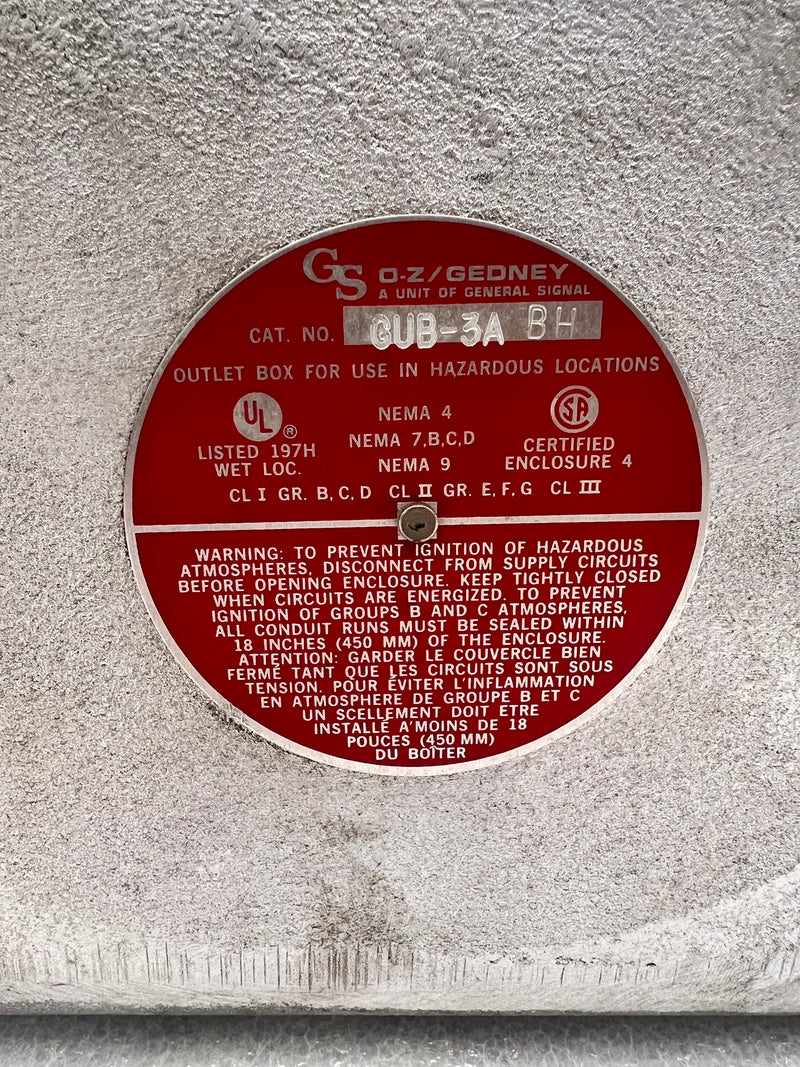 GS O-Z/GEDNEY
A UNIT OF GENERAL SIGNAL
CAT. NO. GUB-3A BH
OUTLET BOX FOR USE IN HAZARDOUS LOCATIONS
UL ®
LISTED 197H
WET LOC.
NEMA 4
NEMA 7,B,C,D
NEMA 9
SA
CERTIFIED
ENCLOSURE 4
CL I GR. B,C,D CL II GR. E,F,G CL III
WARNING: TO PREVENT IGNITION OF HAZARDOUS
ATMOSPHERES, DISCONNECT FROM SUPPLY CIRCUITS
BEFORE OPENING ENCLOSURE. KEEP TIGHTLY CLOSED
WHEN CIRCUITS ARE ENERGIZED. TO PREVENT
IGNITION OF GROUPS B AND C ATMOSPHERES,
ALL CONDUIT RUNS MUST BE SEALED WITHIN
18 INCHES (450 MM) OF THE ENCLOSURE.
ATTENTION: GARDER LE COUVERCLE BIEN
FERMÉ TANT QUE LES CIRCUITS SONT SOUS
TENSION. POUR ÉVITER L'INFLAMMATION
EN ATMOSPHERE DE GROUPE B ET C
UN SCELLEMENT DOIT ETRE
INSTALLÉ A'MOINS DE 18
POUCES (450 MM)
DU BOÎTER